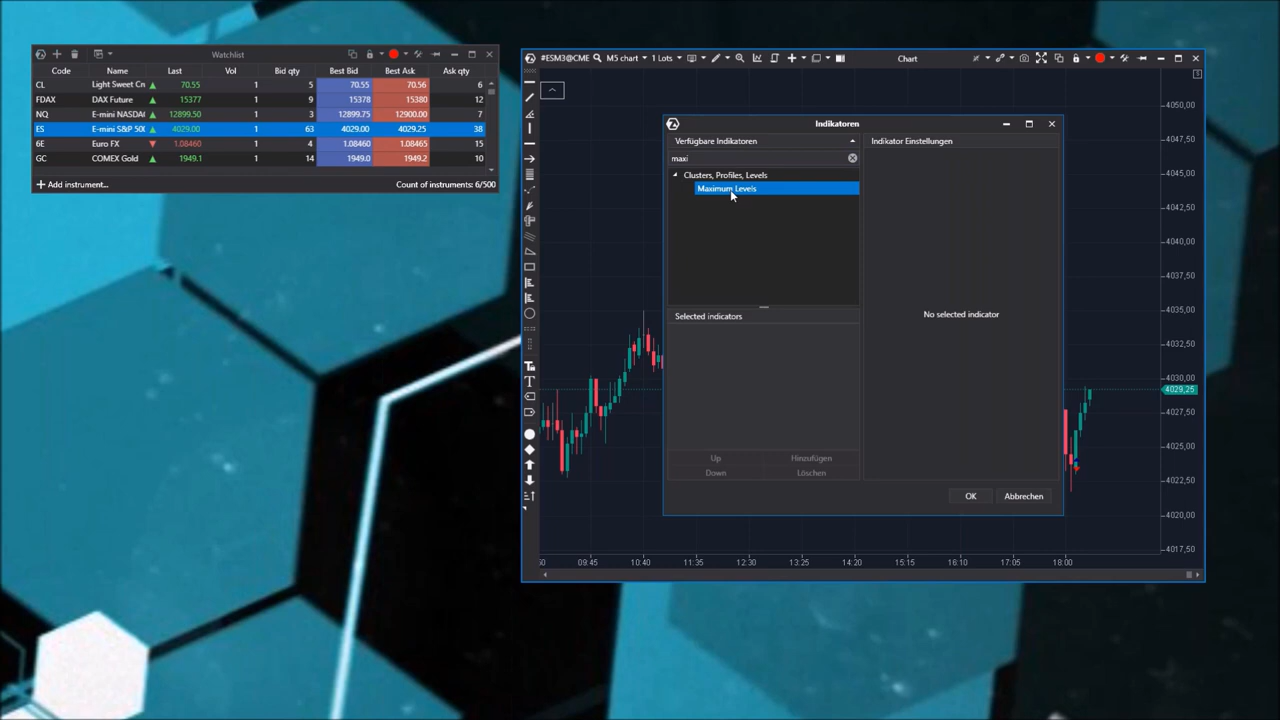 Watchlist
Code Name Last Vol Bid qty Best Bid Best Ask Ask qty
CL Light Sweet Cr 70.55 1 5 70.55 70.56 6
FDAX DAX Future 15377 1 9 15378 15380 12
NQ E-mini NASDA 12899.50 1 3 12899.75 12900.00 7
ES E-mini S&P 50 4029.00 1 63 4029.00 4029.25 38
6E Euro FX 1.08460 1 4 1.08460 1.08465 15
GC COMEX Gold 1949.1 1 14 1949.0 1949.2 10
Add instrument...
Count of instruments: 6/500
#ESM3@CME M5 chart 1 Lots Chart
Indikatoren
Verfügbare Indikatoren
maxi
Clusters, Profiles, Levels
Maximum Levels
Selected indicators
Up Hinzufügen
Down Löschen
Indikator Einstellungen
No selected indicator
OK Abbrechen
4050,00
4047,50
4045,00
4042,50
4040,00
4037,50
4035,00
4032,50
4030,00
4029,25
4027,50
4025,00
4022,50
4020,00
4017,50
09:45 10:40 11:35 12:30 13:25 14:20 15:15 16:10 17:05 18:00